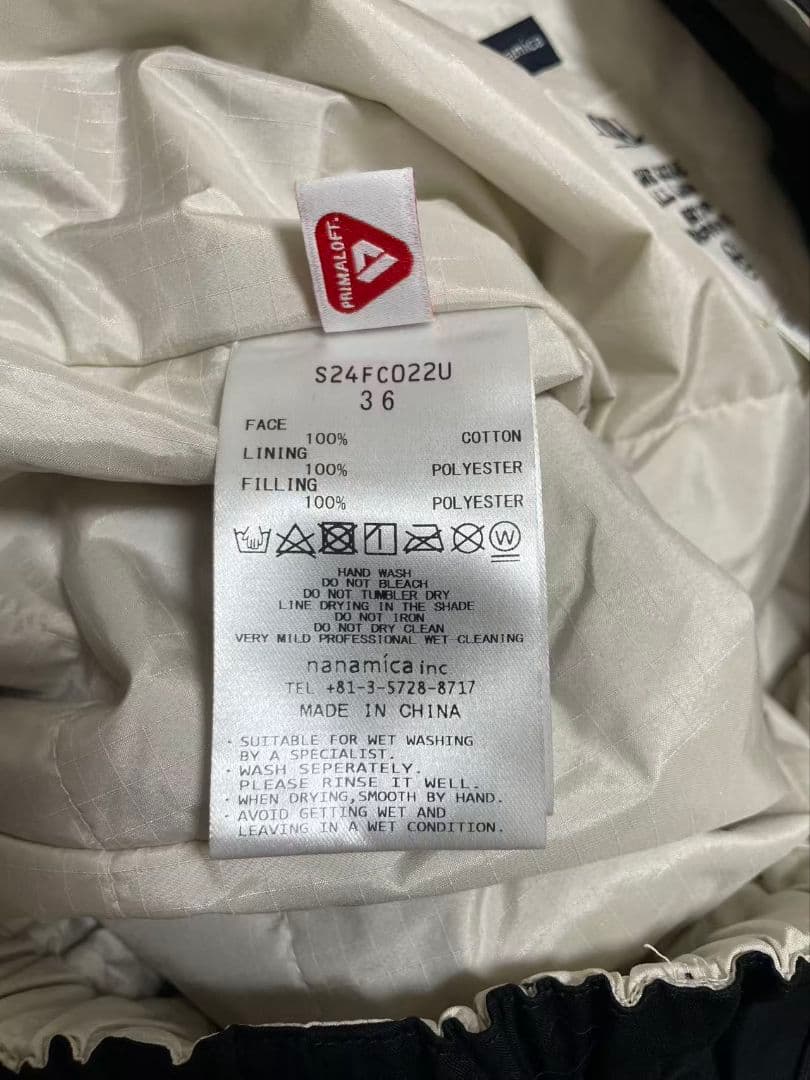 PRIMALOFT.
S24FC022U
36
FACE
100% COTTON
LINING
100% POLYESTER
FILLING
100% POLYESTER
W
HAND WASH
DO NOT BLEACH
DO NOT TUMBLER DRY
LINE DRYING IN THE SHADE
DO NOT IRON
DO NOT DRY CLEAN
VERY MILD PROFESSIONAL WET CLEANING
nanamica inc
TEL +81-3-5728-8717
MADE IN CHINA
· SUITABLE FOR WET WASHING
BY A SPECIALIST.
· WASH SEPERATELY.
PLEASE RINSE IT WELL.
· WHEN DRYING,SMOOTH BY HAND.
· AVOID GETTING WET AND
LEAVING IN A WET CONDITION.